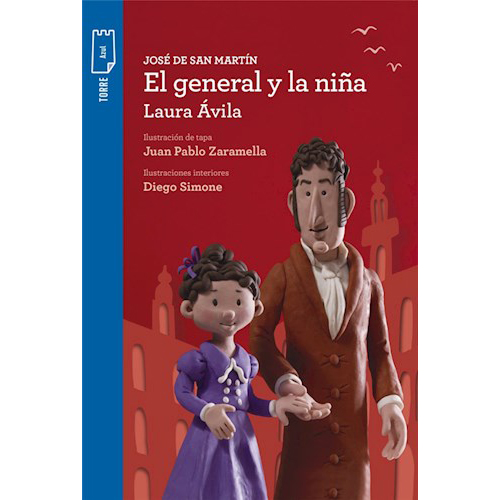 TORRE
Azul
JOSÉ DE SAN MARTÍN
El general y la niña
Laura Ávila
Ilustración de tapa
Juan Pablo Zaramella
Ilustraciones interiores
Diego Simone